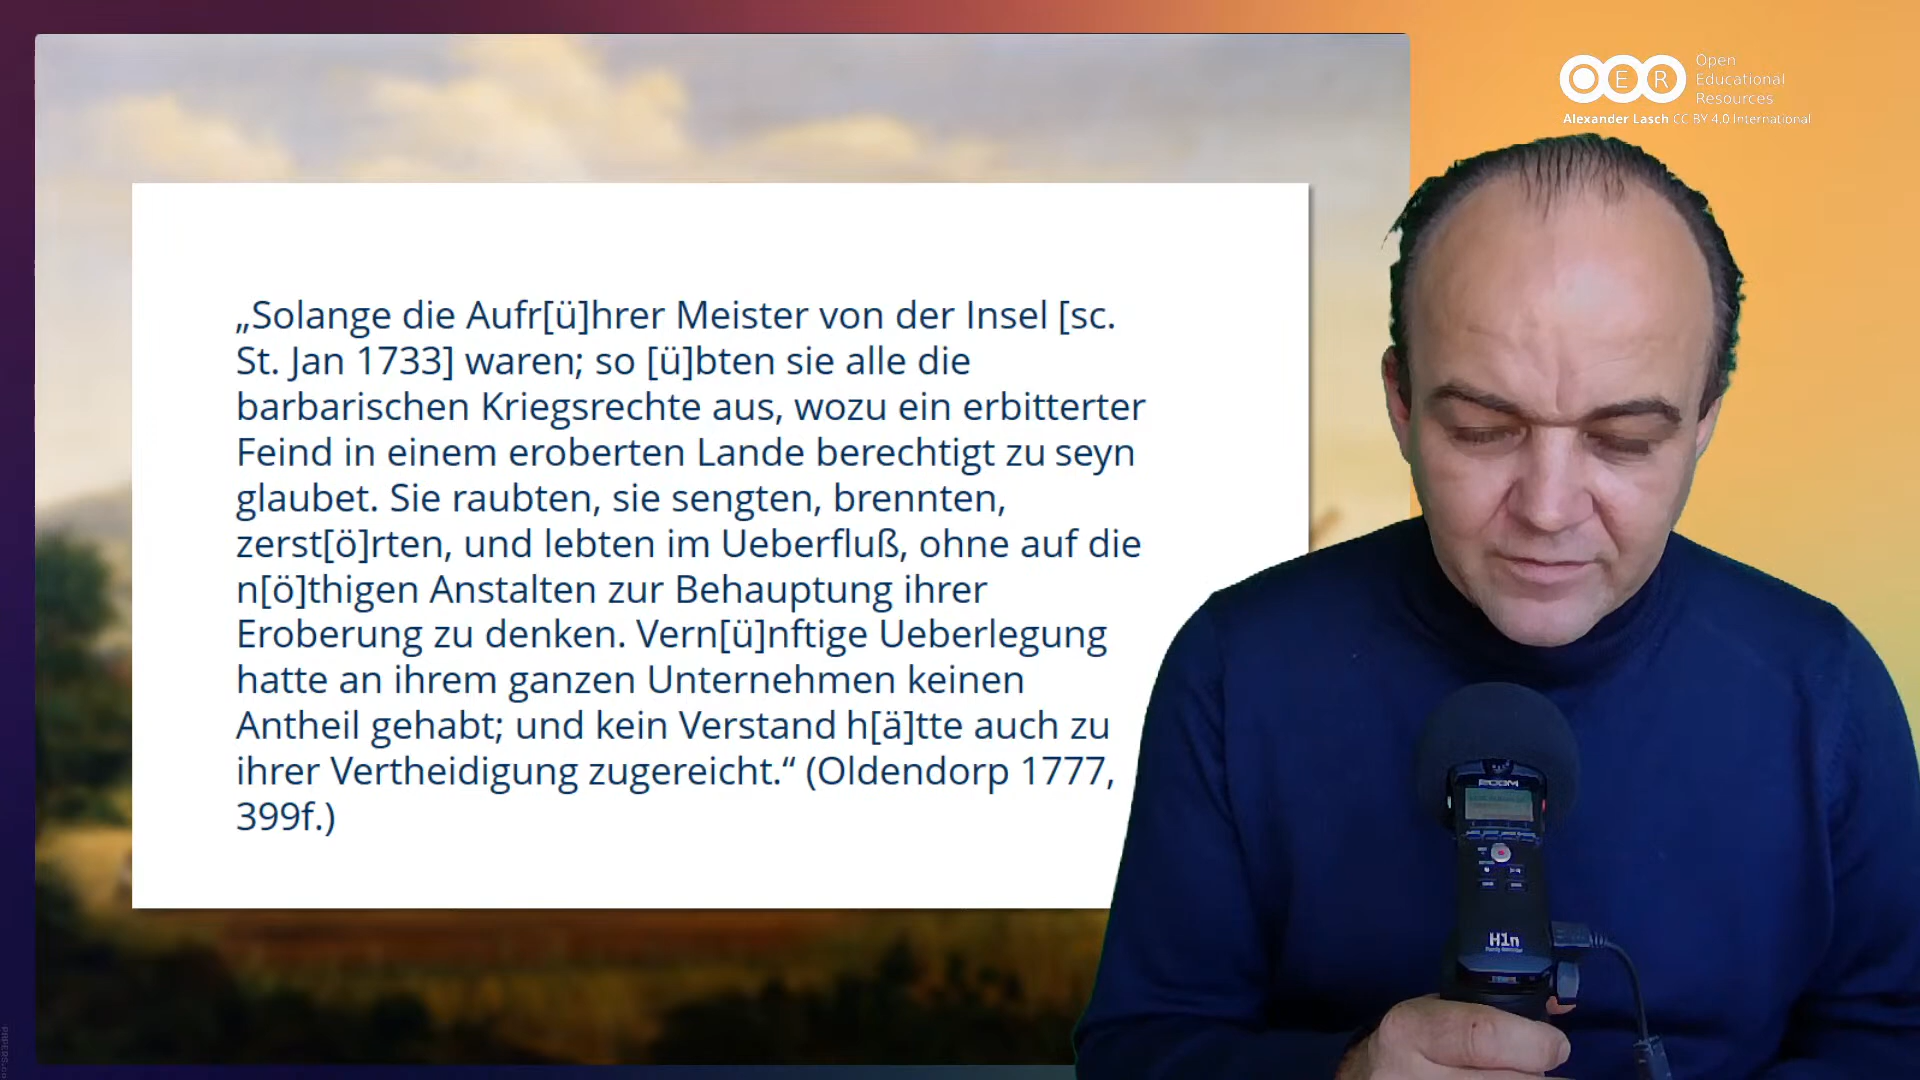 Open
Educational
Resources
OER
Alexander Lasch CC BY 4.0 International
„Solange die Aufr[ü]hrer Meister von der Insel [sc.
St. Jan 1733] waren; so [ü]bten sie alle die
barbarischen Kriegsrechte aus, wozu ein erbitterter
Feind in einem eroberten Lande berechtigt zu seyn
glaubet. Sie raubten, sie sengten, brennten,
zerst[ö]rten, und lebten im Ueberfluß, ohne auf die
n[ö]thigen Anstalten zur Behauptung ihrer
Eroberung zu denken. Vern[ü]nftige Ueberlegung
hatte an ihrem ganzen Unternehmen keinen
Antheil gehabt; und kein Verstand h[ä]tte auch zu
ihrer Vertheidigung zugereicht.“ (Oldendorp 1777,
399f.)
zoom
H1n